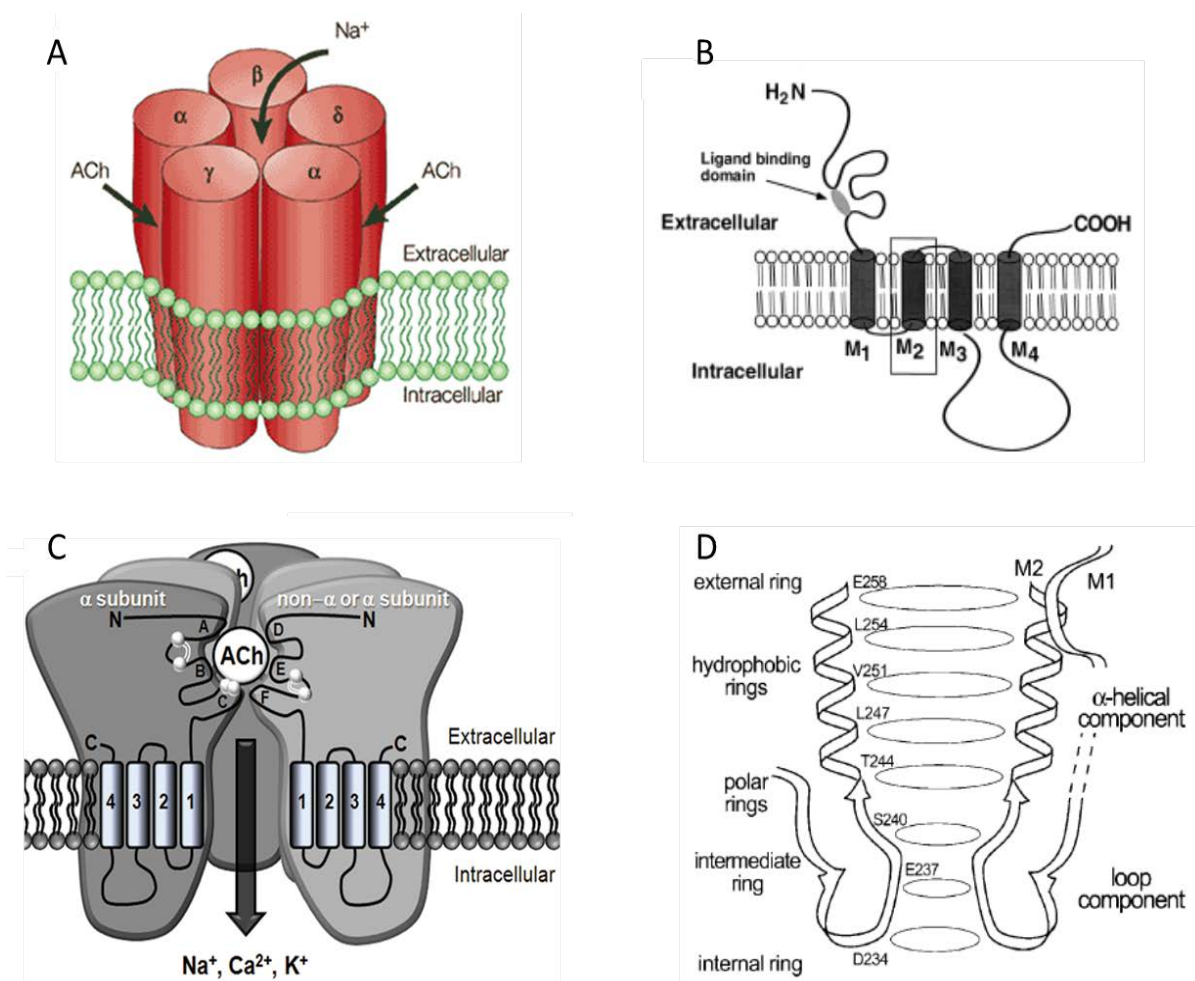 A
Na⁺
β
α
δ
ACh
γ
α
ACh
Extracellular
Intracellular
B
H₂N
Ligand binding
domain
Extracellular
COOH
M₁
M₂
M₃
M₄
Intracellular
C
h
α subunit
non–α or α subunit
N
N
A
D
ACh
B
E
C
F
C
C
Extracellular
4
3
2
1
1
2
3
4
Intracellular
Na⁺, Ca²⁺, K⁺
D
external ring
E258
M2
M1
L254
hydrophobic
rings
V251
L247
α-helical
component
T244
polar
rings
S240
intermediate
ring
E237
loop
component
internal ring
D234